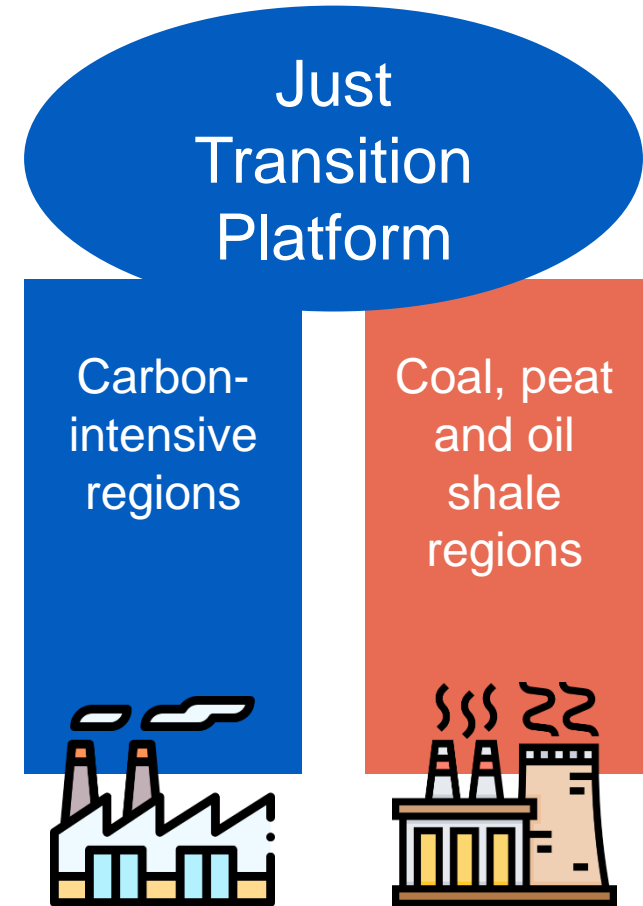 Just
Transition
Platform
Carbon-
intensive
regions
Coal, peat
and oil
shale
regions